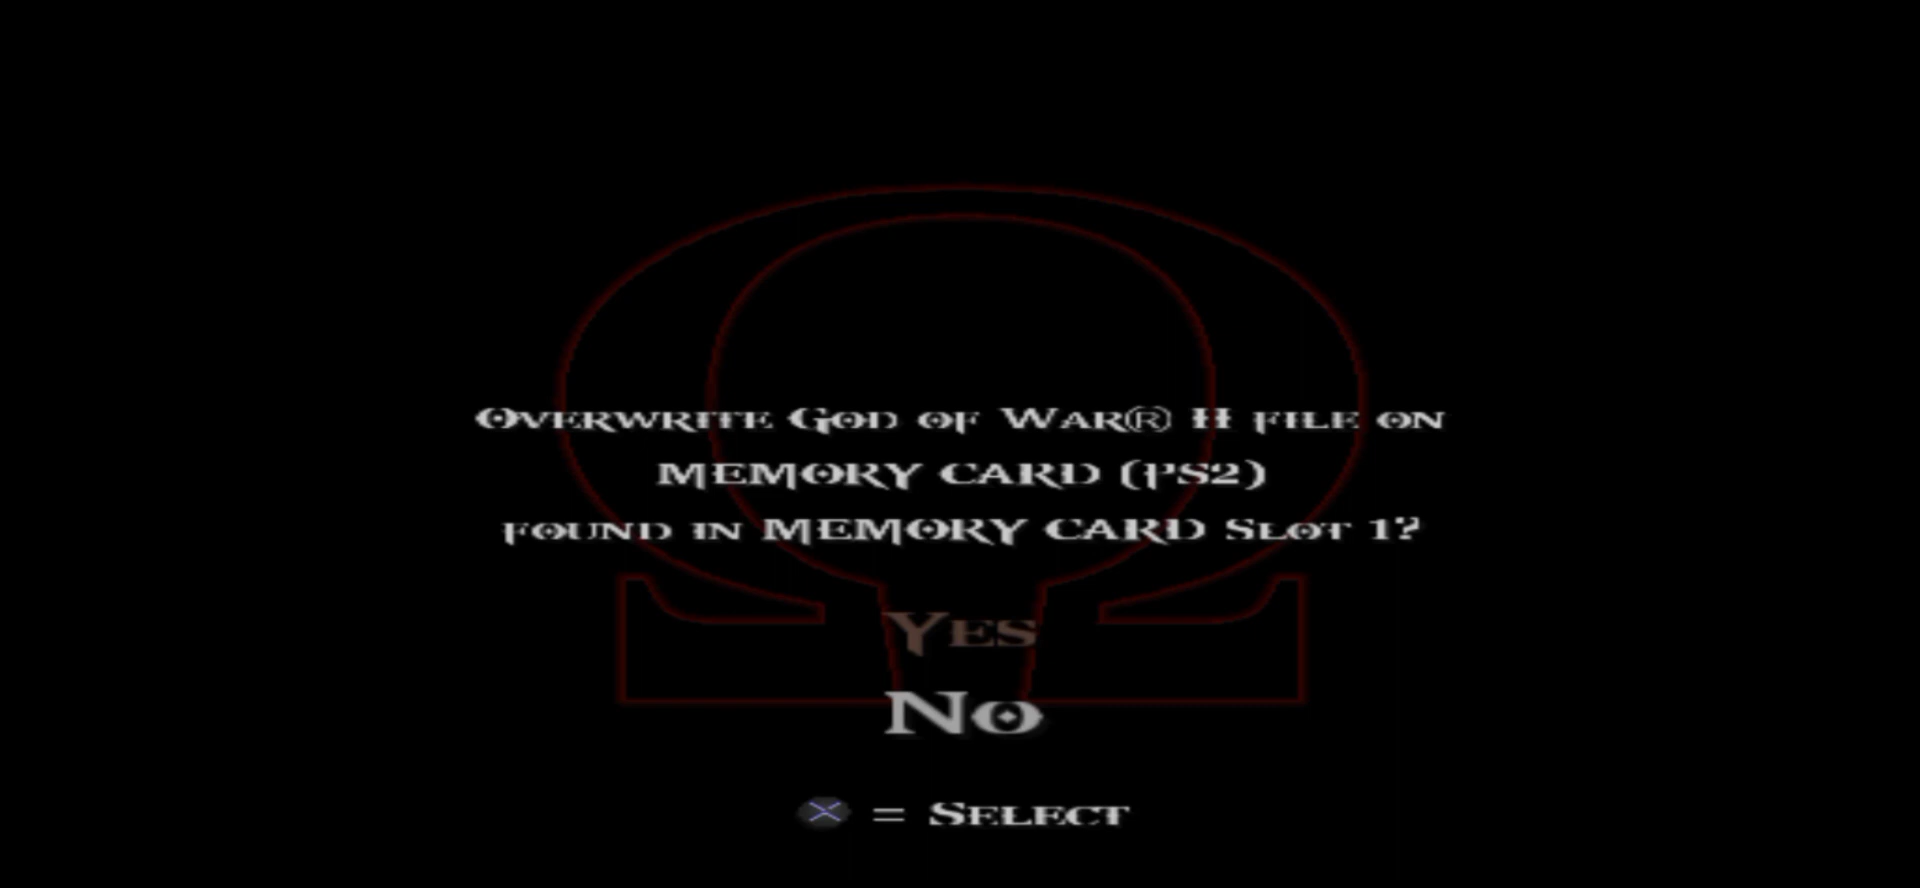 Overwrite God of War® II file on
MEMORY CARD (PS2)
found in MEMORY CARD Slot 1?
Yes
No
= Select